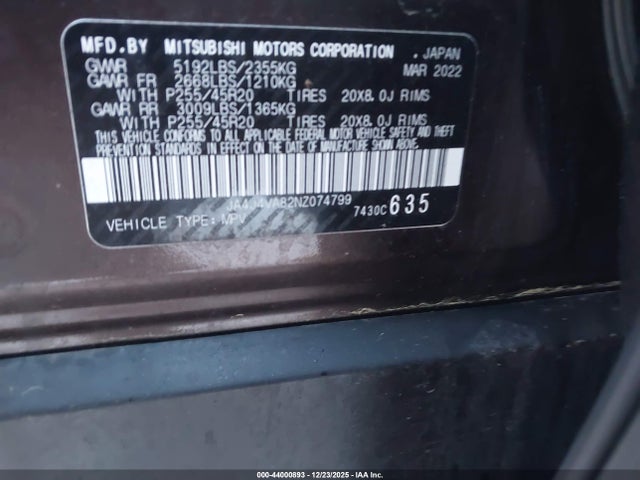 MFD.BY MITSUBISHI MOTORS CORPORATION . JAPAN
GVWR 5192LBS/2355KG MAR 2022
GAWR FR 2668LBS/1210KG
WITH P255/45R20 TIRES 20X8.0J RIMS
GAWR RR 3009LBS/1365KG
WITH P255/45R20 TIRES 20X8.0J RIMS
THIS VEHICLE CONFORMS TO ALL APPLICABLE FEDERAL MOTOR VEHICLE SAFETY AND THEFT
PREVENTION STANDARDS IN EFFECT ON THE DATE OF MANUFACTURE SHOWN ABOVE.
JA4J4VA82NZ074799
VEHICLE TYPE: MPV 7430C 635
000-44000893 - 12/23/2025 - IAA Inc.